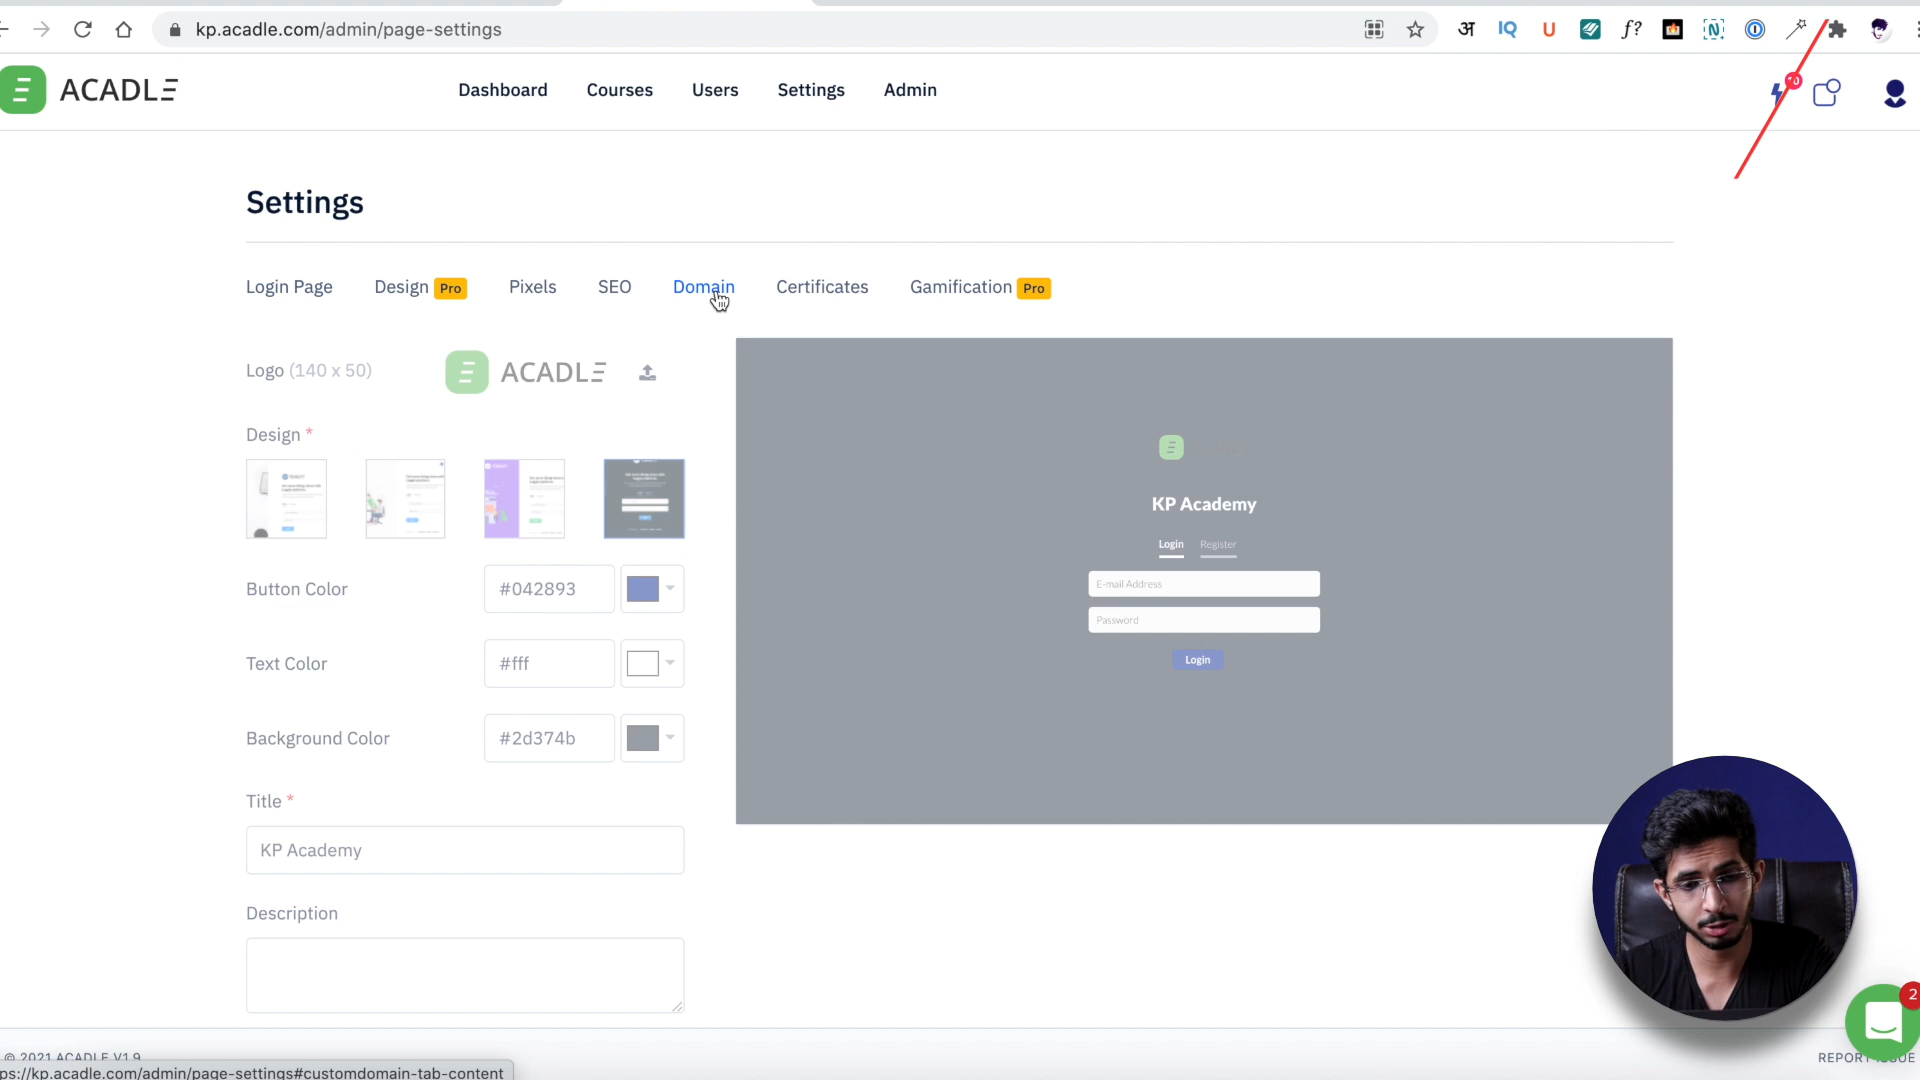 kp.acadle.com/admin/page-settings
अ IQ U f?
ACADLE
Dashboard Courses Users Settings Admin
Settings
Login Page Design Pro Pixels SEO Domain Certificates Gamification Pro
Logo (140 x 50) ACADLE
Design *
Button Color #042893
Text Color #fff
Background Color #2d374b
Title *
KP Academy
Description
KP Academy
Login Register
E-mail Address
Password
Login
2
© 2021 ACADLE V1.9
REPORT ISSUE
ps://kp.acadle.com/admin/page-settings#customdomain-tab-content